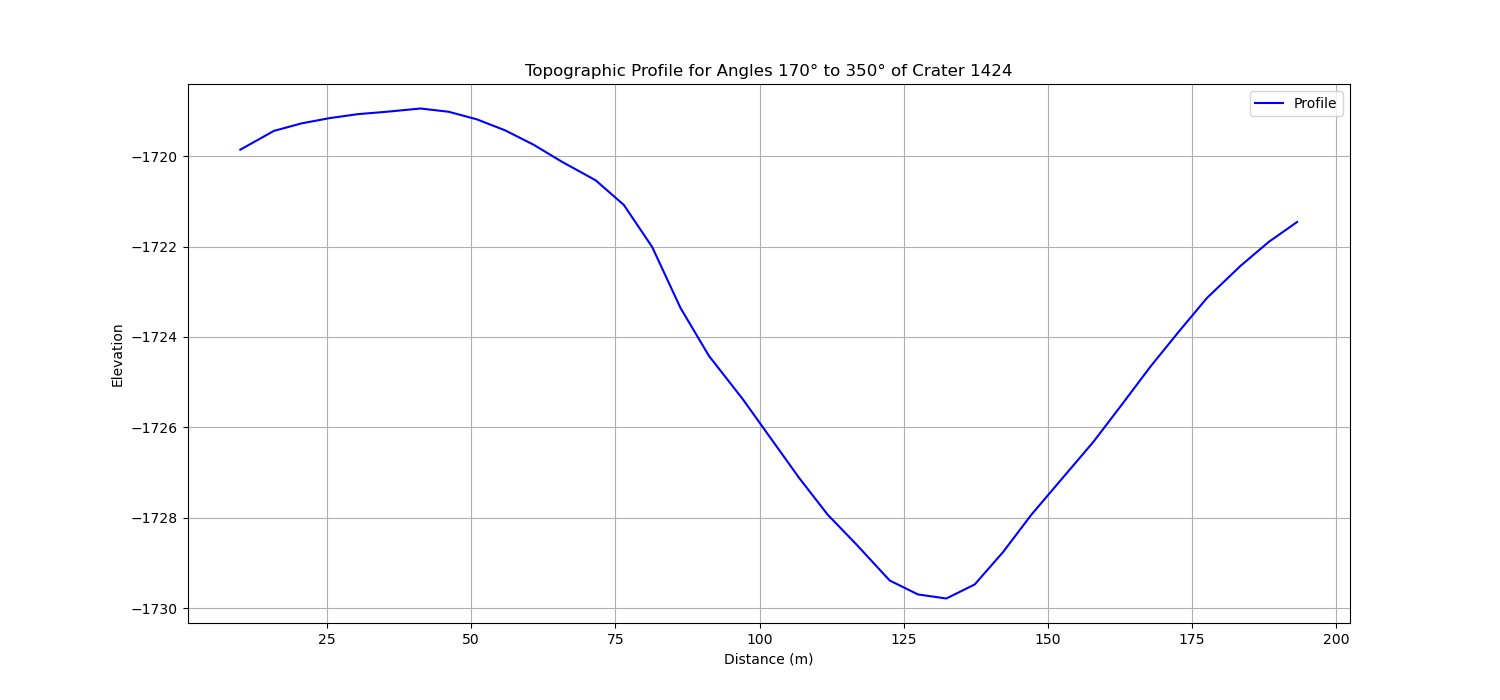 Topographic Profile for Angles 170° to 350° of Crater 1424
Profile
−1720
−1722
−1724
−1726
−1728
−1730
Elevation
25 50 75 100 125 150 175 200
Distance (m)